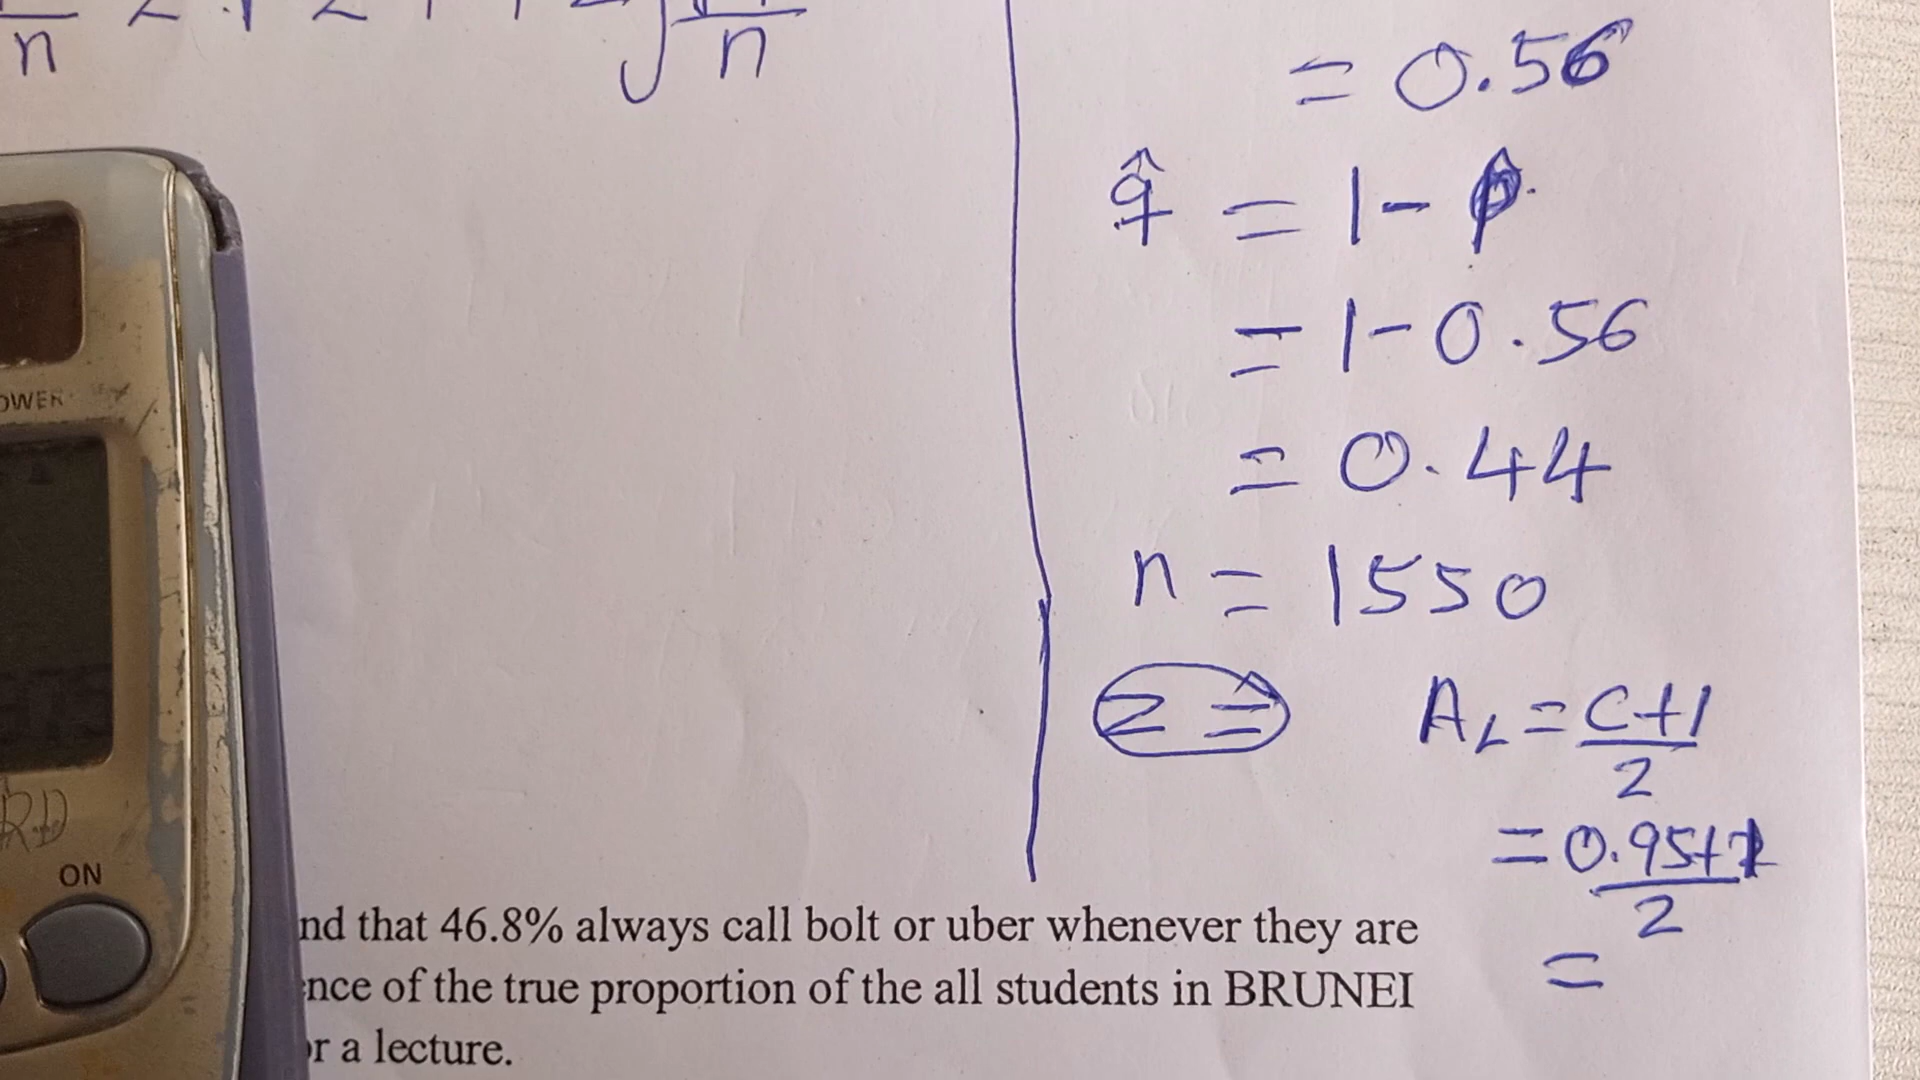 n
n
= 0.56
q̂ = 1 - p̂
= 1 - 0.56
= 0.44
n = 1550
z = A_L = C+1/2
= 0.95+1/2
=
OWER
RD
ON
nd that 46.8% always call bolt or uber whenever they are
nce of the true proportion of the all students in BRUNEI
r a lecture.